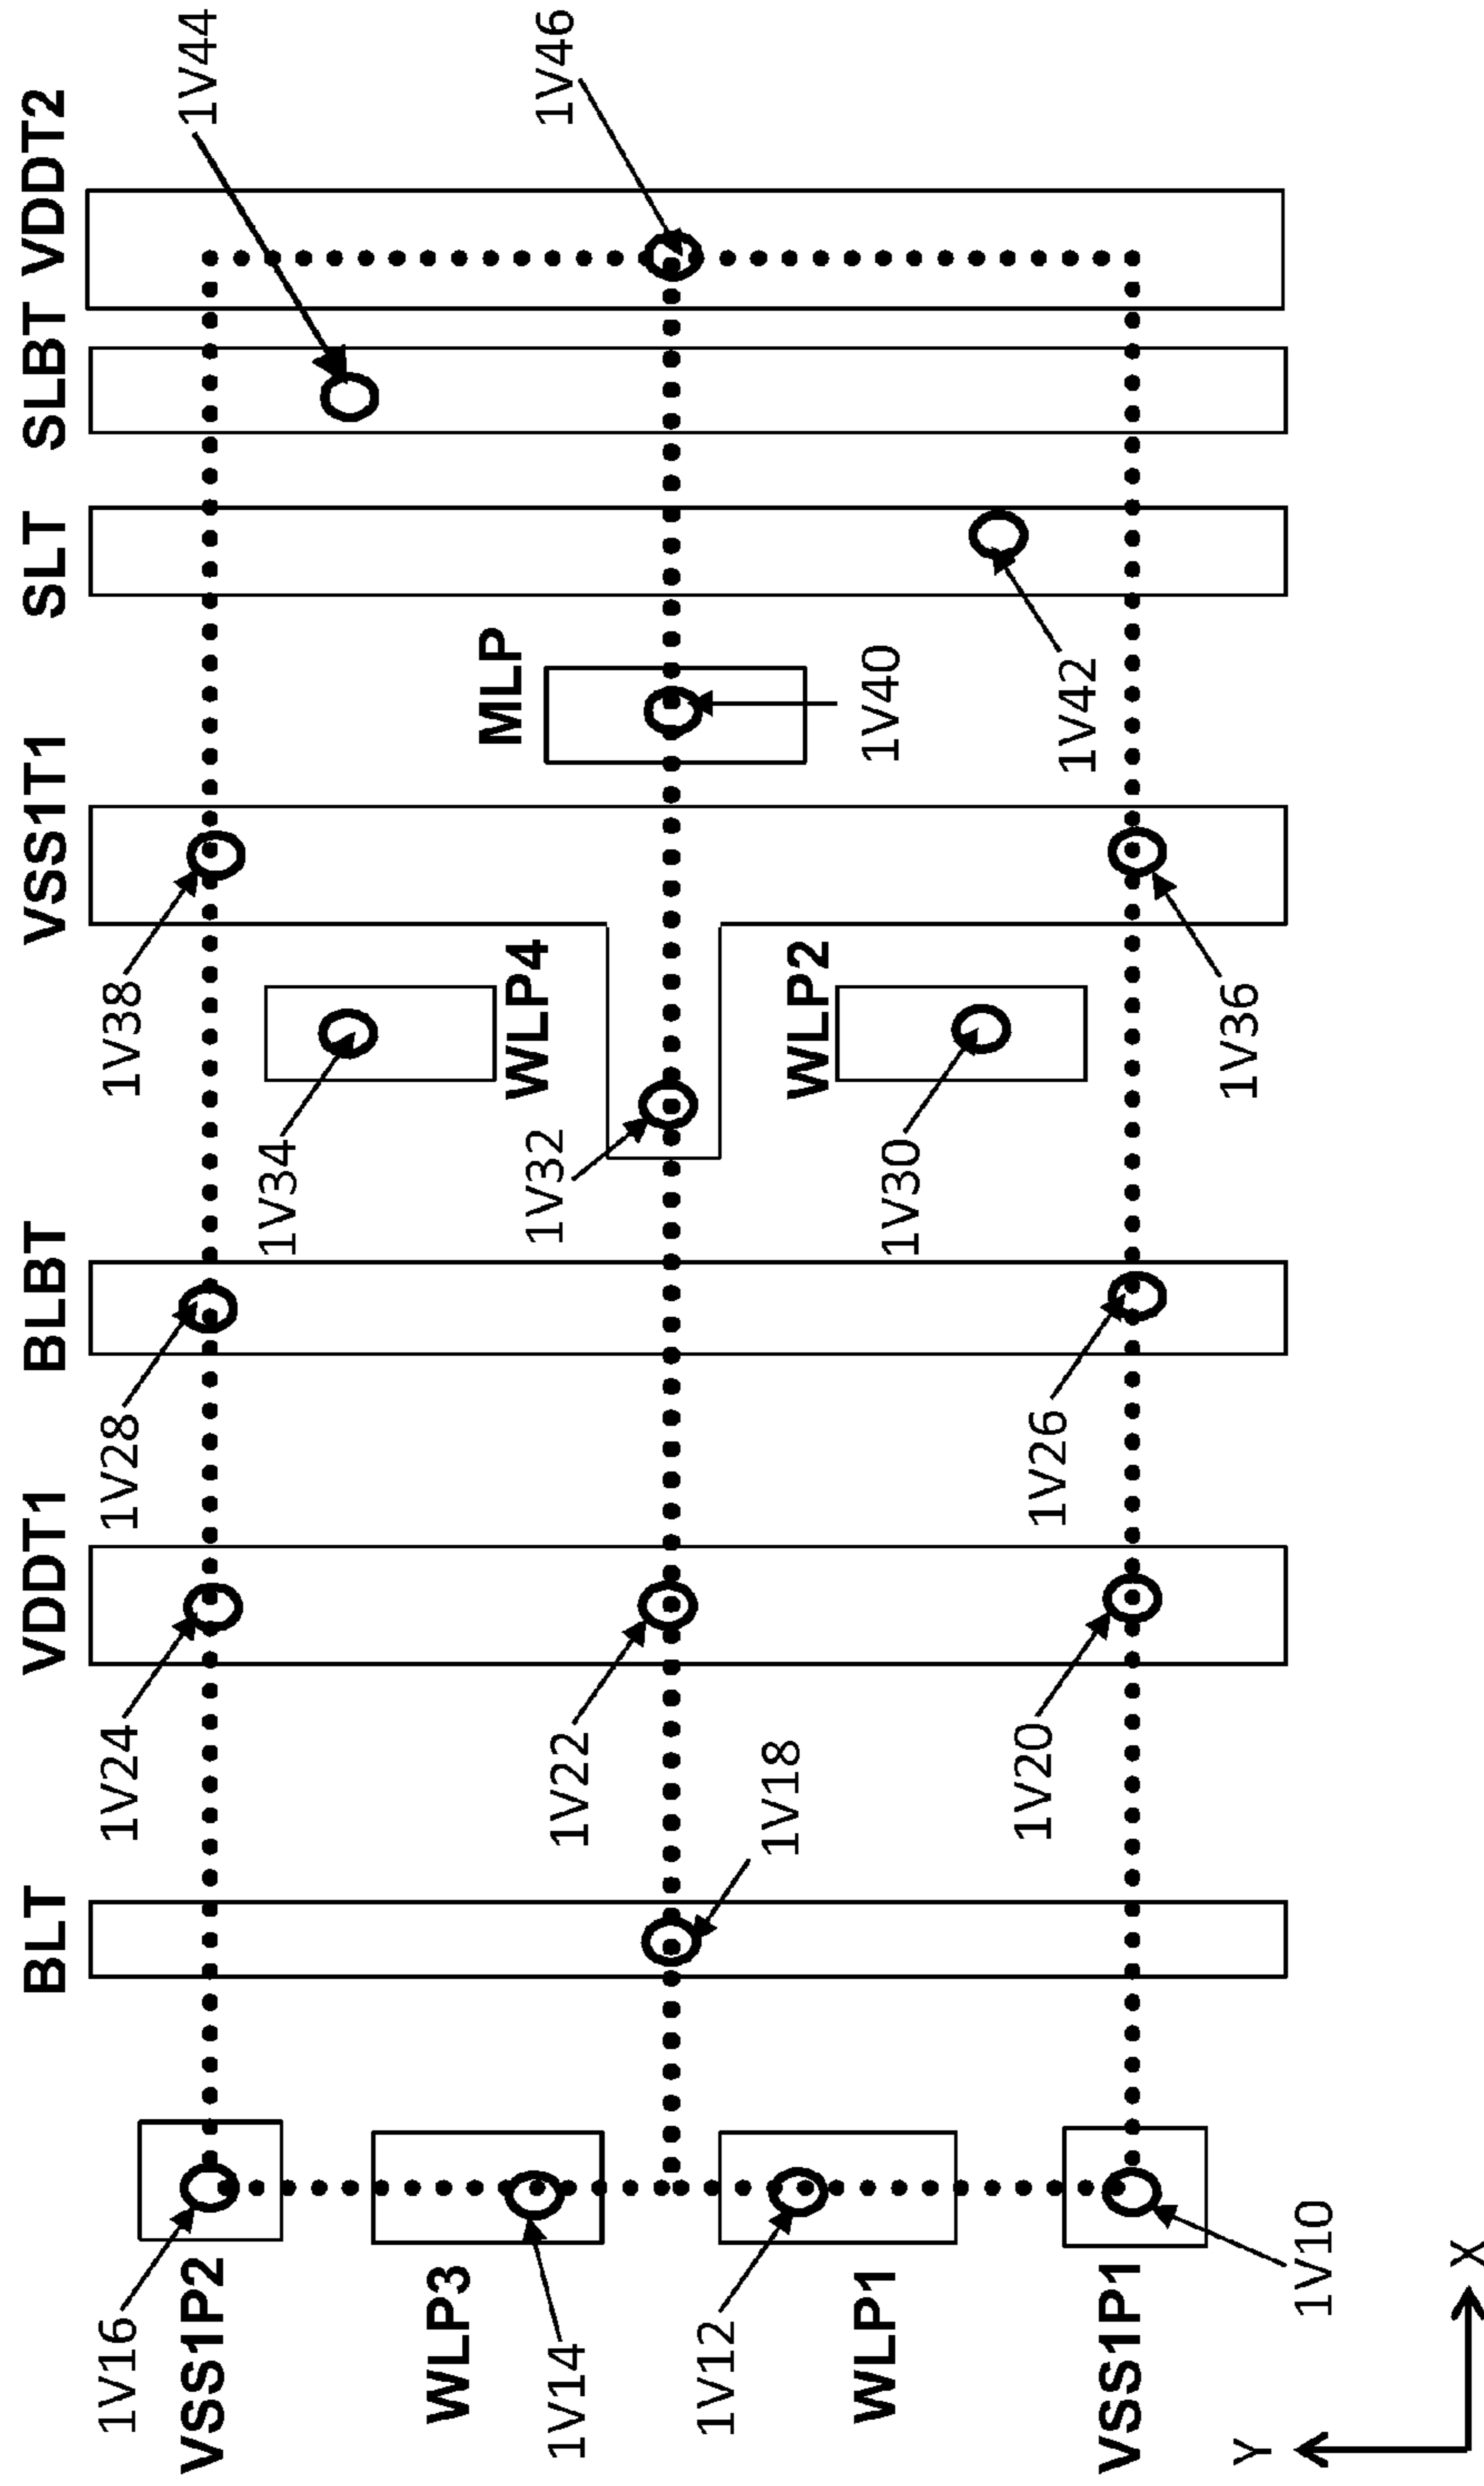 BLT
VDDT1
BLBT
VSS1T1
SLT
SLBT
VDDT2
1V16
1V24
1V28
1V38
1V44
VSS1P2
1V34
WLP3
WLP4
MLP
1V14
1V22
1V32
1V46
1V12
1V18
WLP2
WLP1
1V30
1V40
1V20
1V26
1V42
VSS1P1
1V36
1V10
Y
X